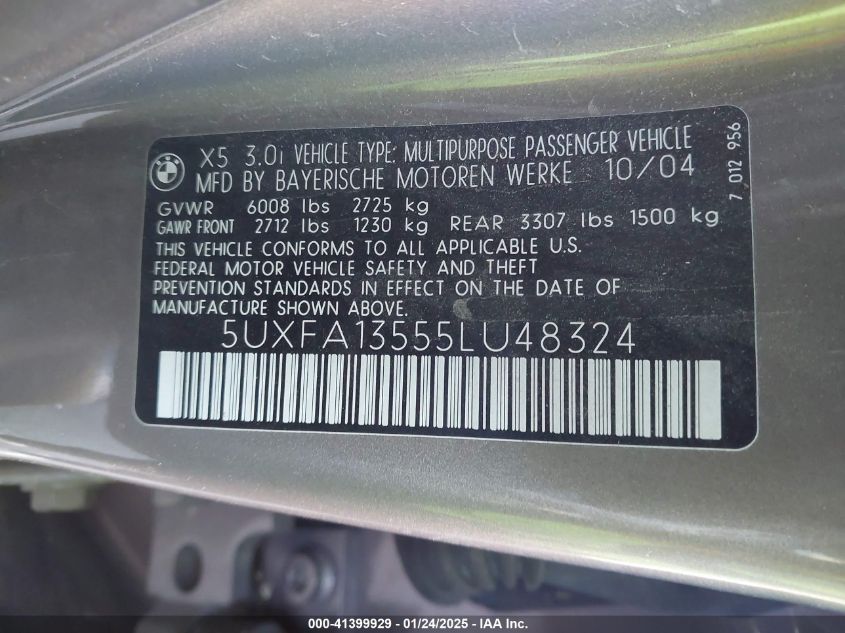 BMW
X5 3.0i VEHICLE TYPE: MULTIPURPOSE PASSENGER VEHICLE
MFD BY BAYERISCHE MOTOREN WERKE 10/04
GVWR 6008 lbs 2725 kg
GAWR FRONT 2712 lbs 1230 kg REAR 3307 lbs 1500 kg
THIS VEHICLE CONFORMS TO ALL APPLICABLE U.S.
FEDERAL MOTOR VEHICLE SAFETY AND THEFT
PREVENTION STANDARDS IN EFFECT ON THE DATE OF
MANUFACTURE SHOWN ABOVE.
5UXFA13555LU48324
7 012 956
000-41399929 - 01/24/2025 - IAAI, Inc.